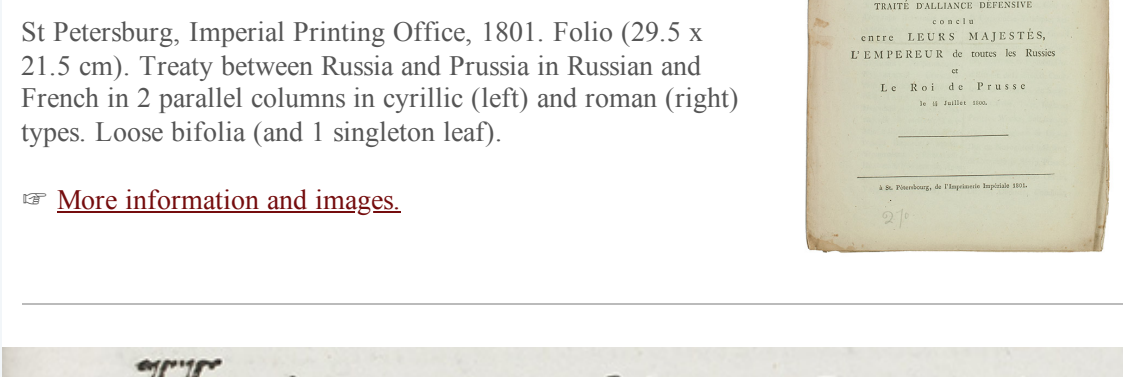 St Petersburg, Imperial Printing Office, 1801. Folio (29.5 x
21.5 cm). Treaty between Russia and Prussia in Russian and
French in 2 parallel columns in cyrillic (left) and roman (right)
types. Loose bifolia (and 1 singleton leaf).
☞ More information and images.
TRAITÉ D'ALLIANCE DÉFENSIVE
conclu
entre LEURS MAJESTÉS,
L'EMPEREUR de toutes les Russies
et
Le Roi de Prusse
le Juillet 1800.
à St. Pétersbourg, de l'Imprimerie Impériale 1801.